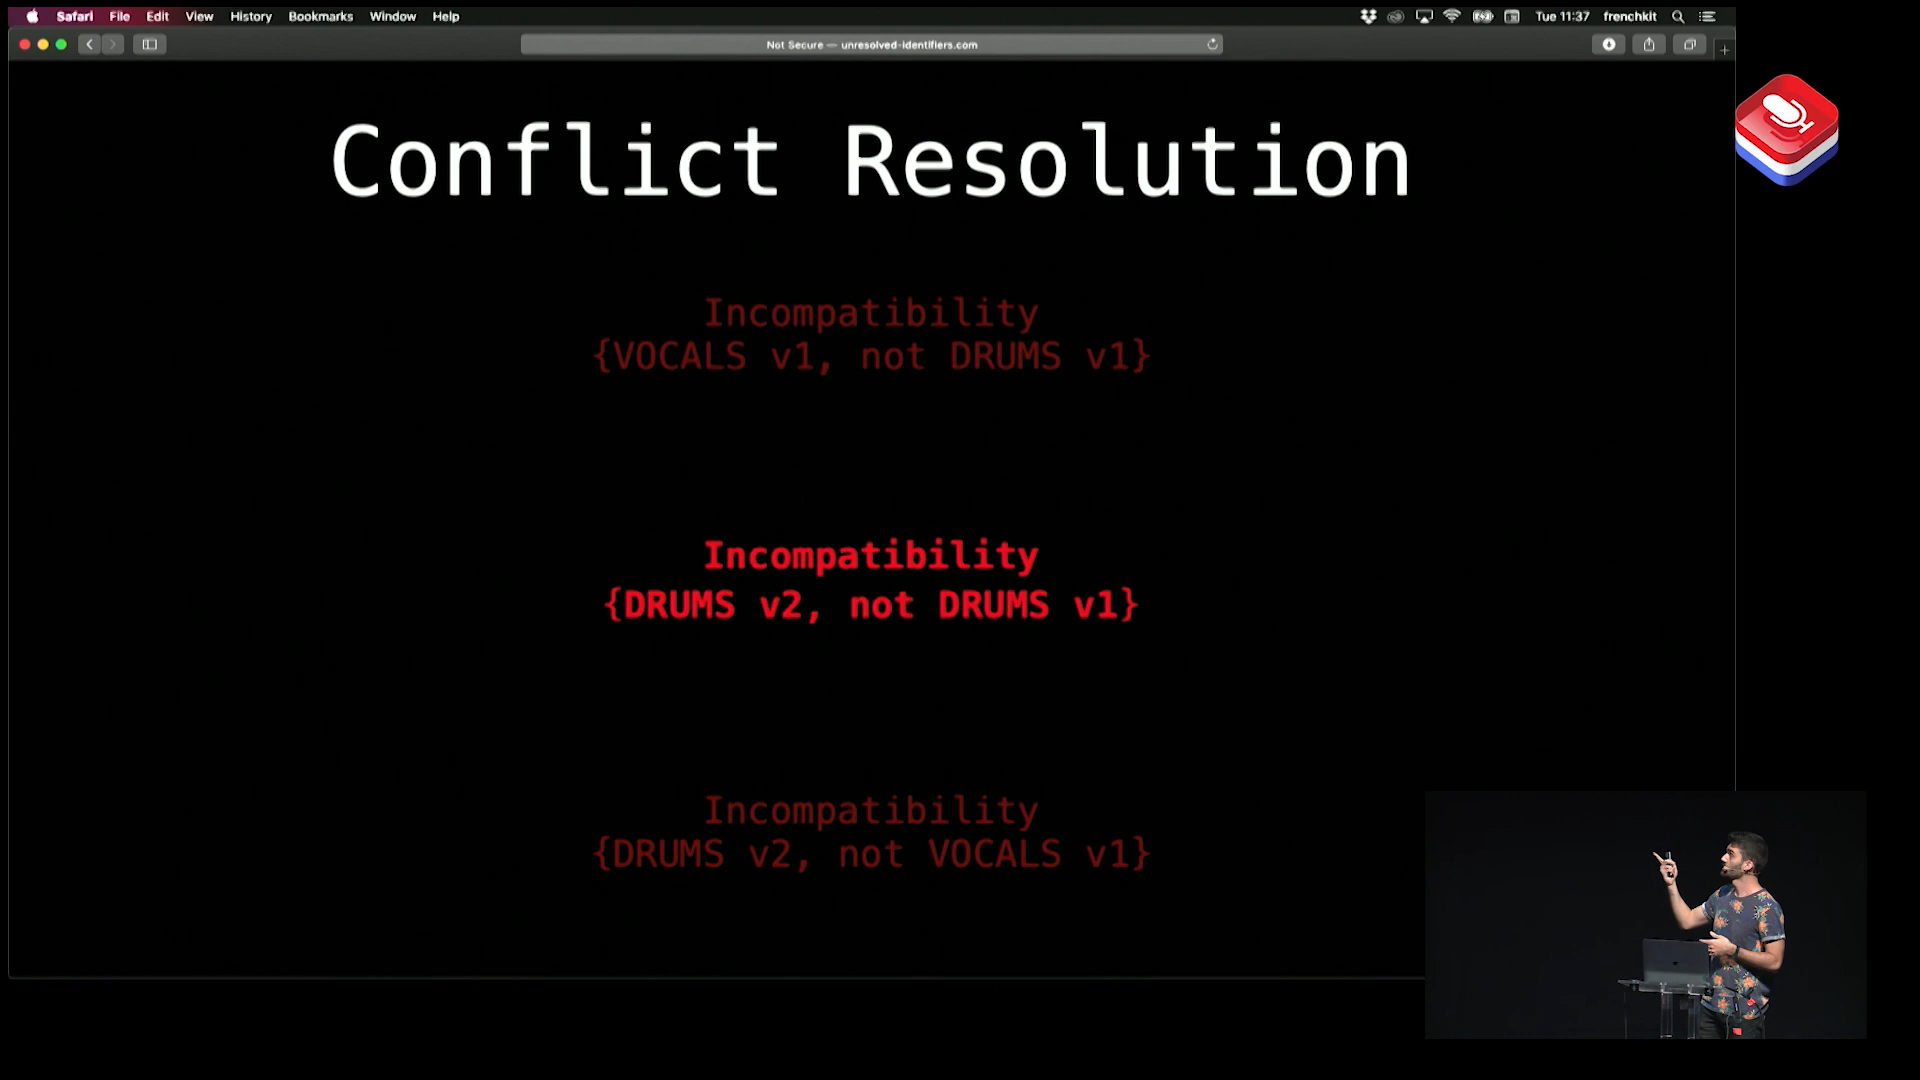 Safari File Edit View History Bookmarks Window Help Tue 11:37 frenchkit
Not Secure — unresolved-identifiers.com
Conflict Resolution
Incompatibility
{VOCALS v1, not DRUMS v1}
Incompatibility
{DRUMS v2, not DRUMS v1}
Incompatibility
{DRUMS v2, not VOCALS v1}